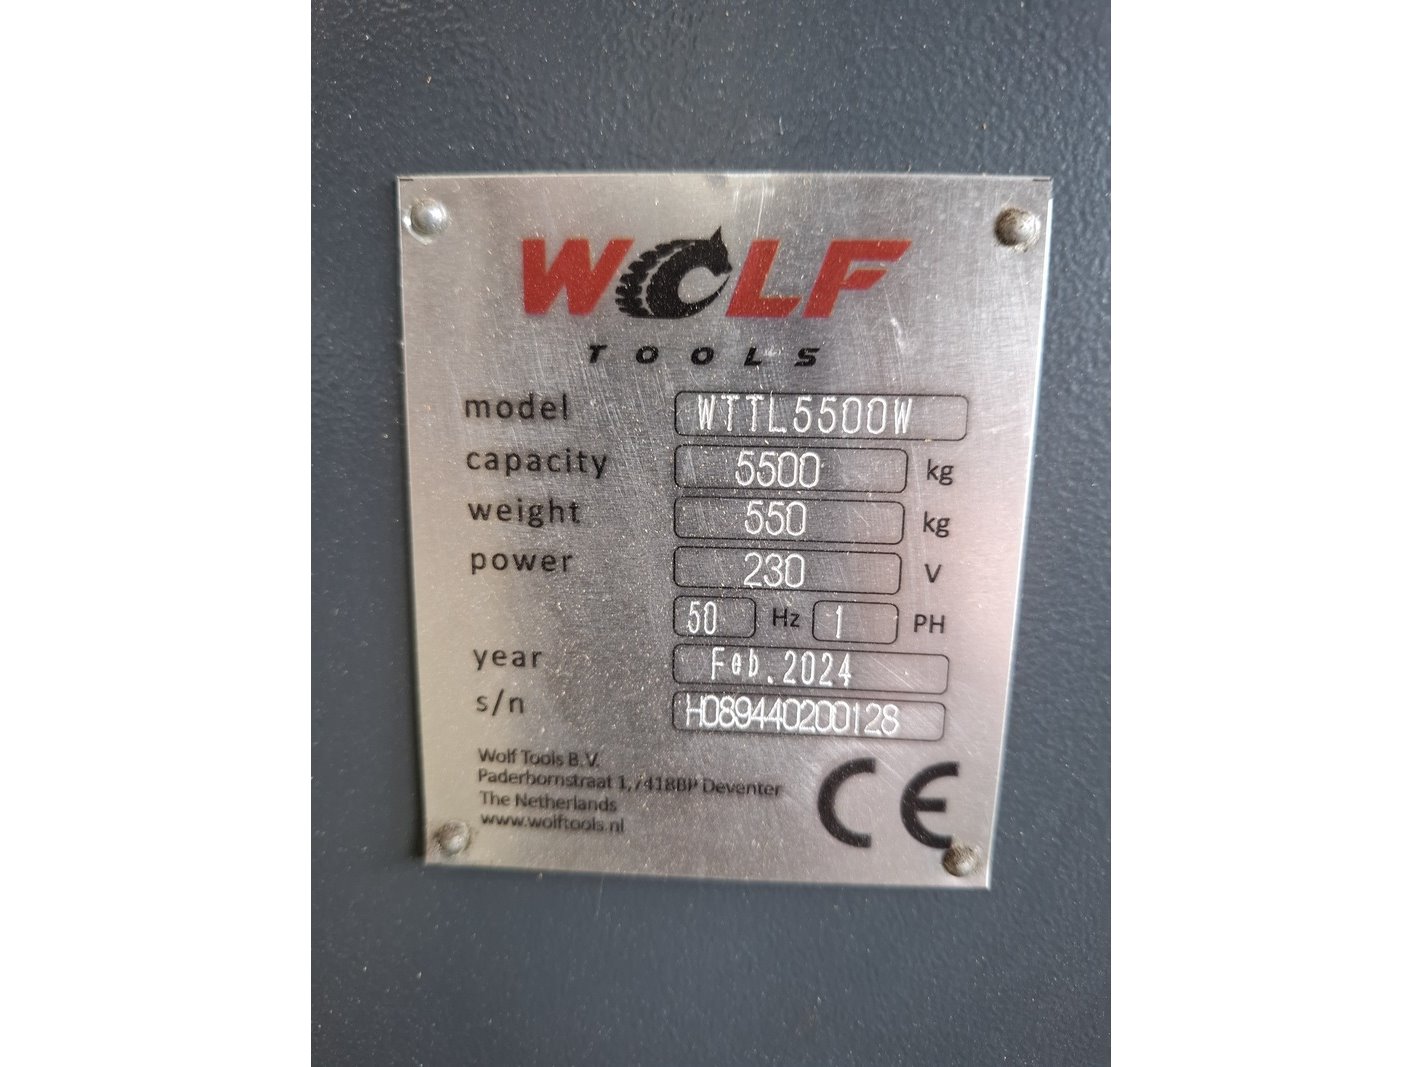 WOLF
TOOLS
model WTTL5500W
capacity 5500 kg
weight 550 kg
power 230 V
50 Hz 1 PH
year Feb.2024
s/n H089440200128
Wolf Tools B.V.
Paderbornstraat 1, 7418BP Deventer
The Netherlands
www.wolftools.nl
CE